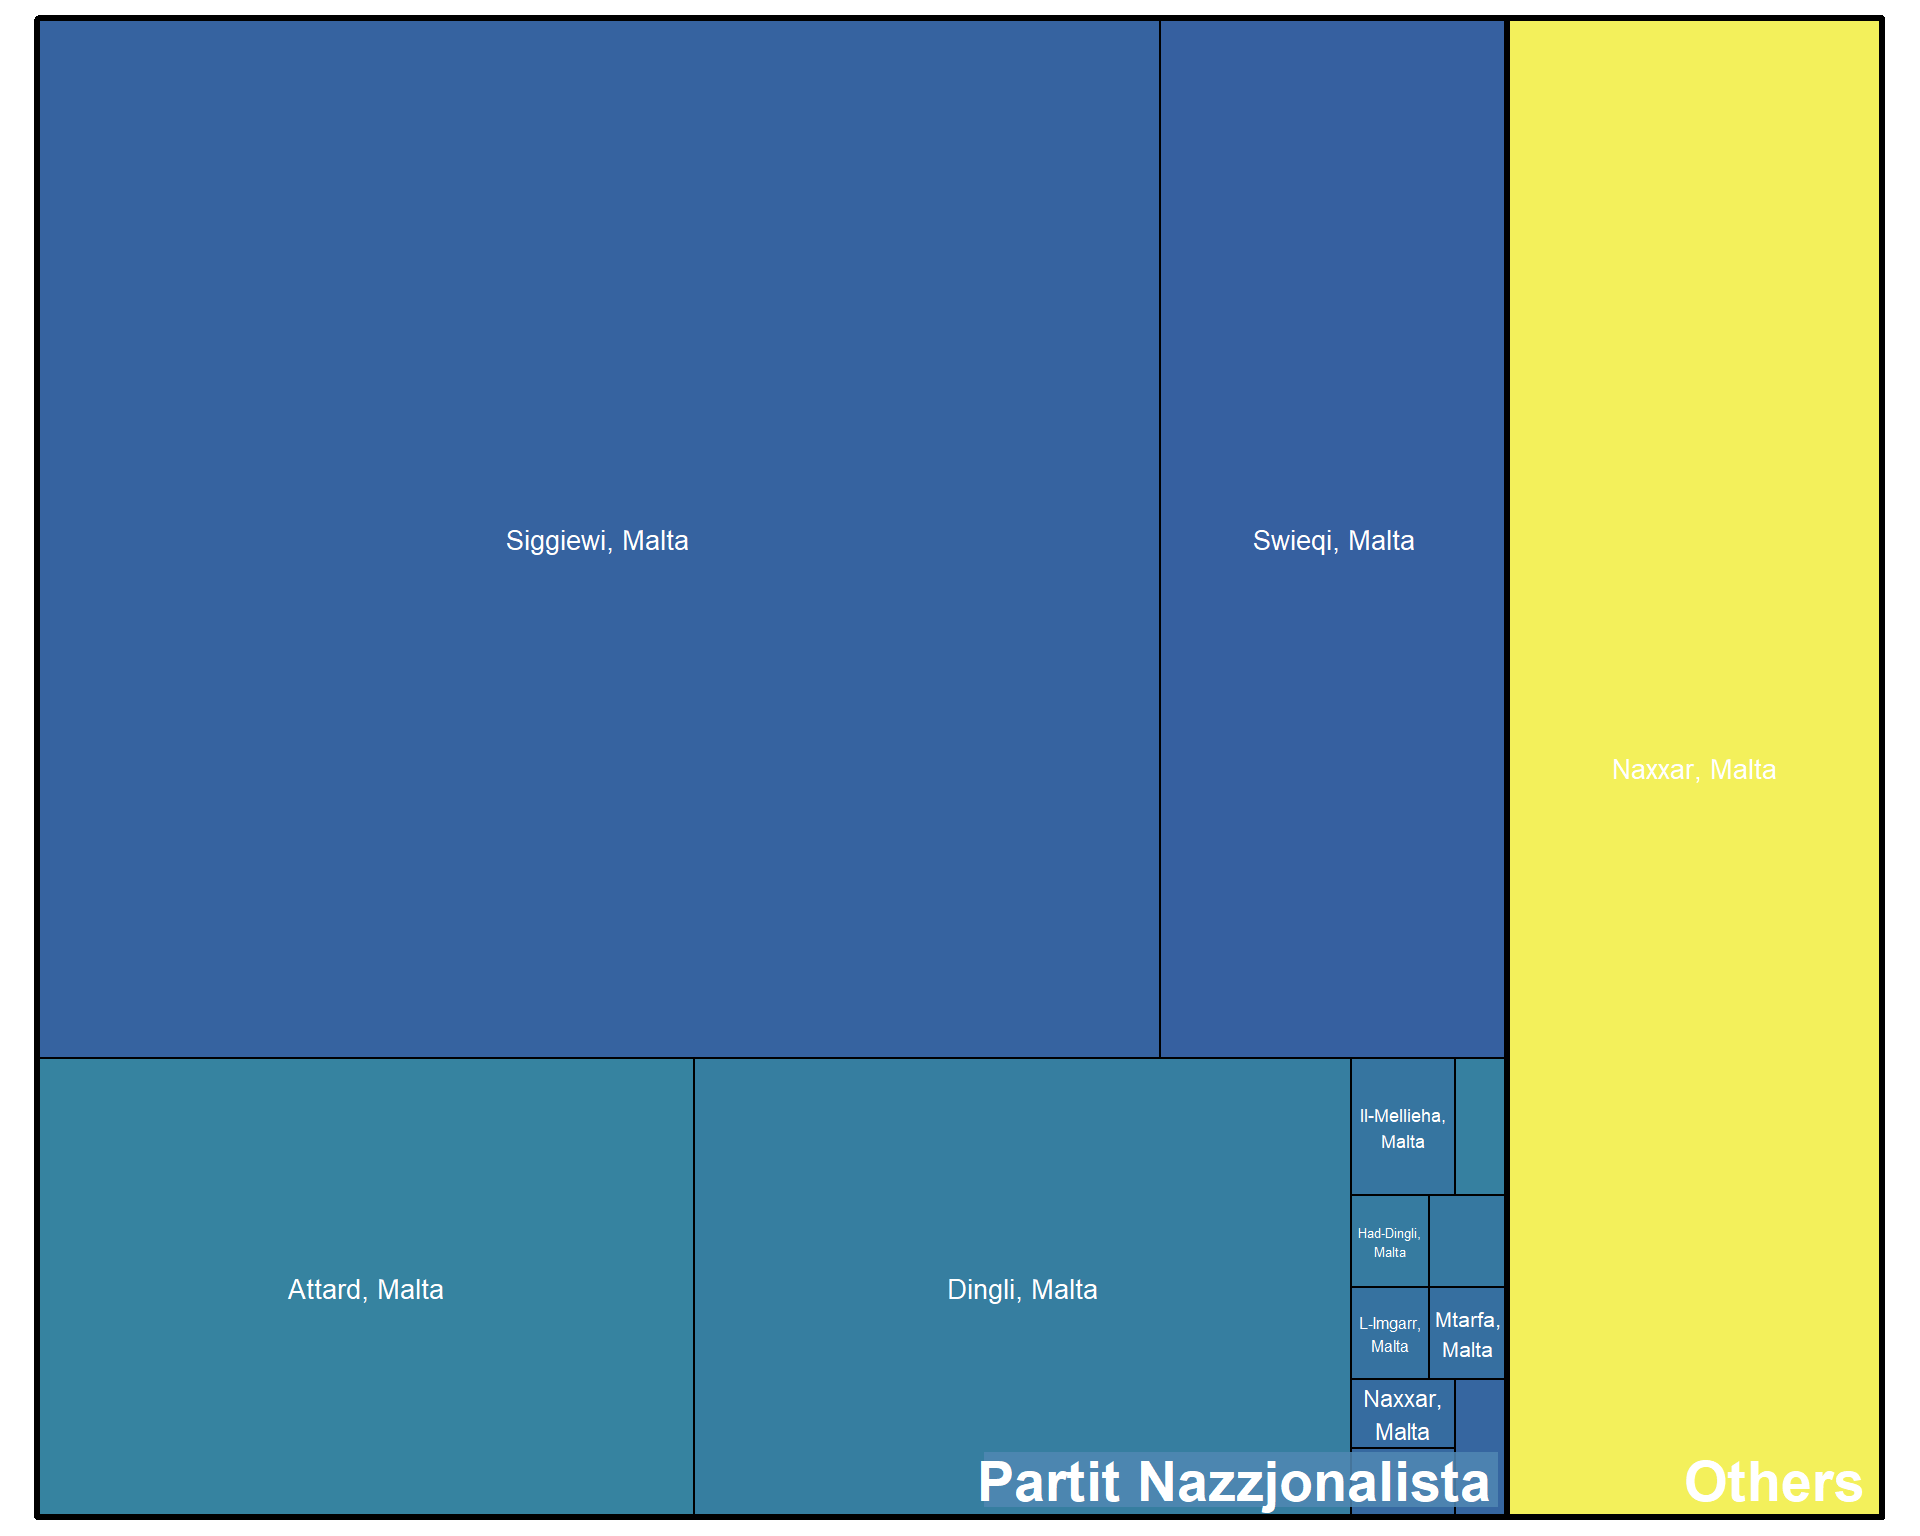 Siggiewi, Malta
Swieqi, Malta
Naxxar, Malta
Il-Mellieha,
Malta
Had-Dingli,
Malta
Attard, Malta
Dingli, Malta
L-Imgarr,
Malta
Mtarfa,
Malta
Naxxar,
Malta
Partit Nazzjonalista
Others